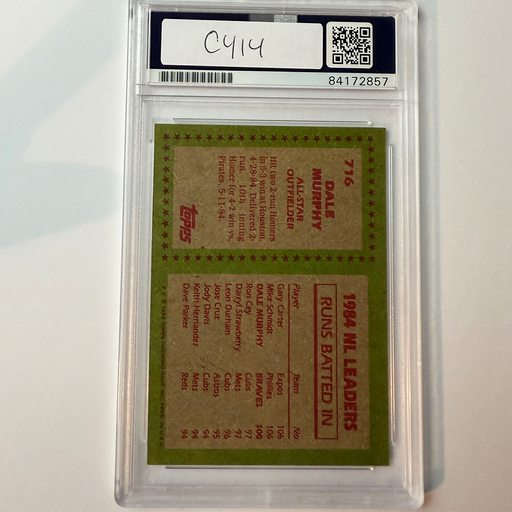 C414
84172857
716
DALE
MURPHY
ALL-STAR
OUTFIELDER
Hit two 2-run Homers
in 5-3 win at Houston,
4-28-84. Delivered 2-
run, 10th inning
Homer for 4-2 win vs.
Pirates, 5-11-84.
TOPPS
1984 NL LEADERS
RUNS BATTED IN
Player Team No
Gary Carter Expos 106
Mike Schmidt Phillies 106
DALE MURPHY BRAVES 100
Ron Cey Cubs 97
Darryl Strawberry Mets 97
Leon Durham Cubs 96
Jose Cruz Astros 95
Jody Davis Cubs 94
Keith Hernandez Mets 94
Dave Parker Reds 94